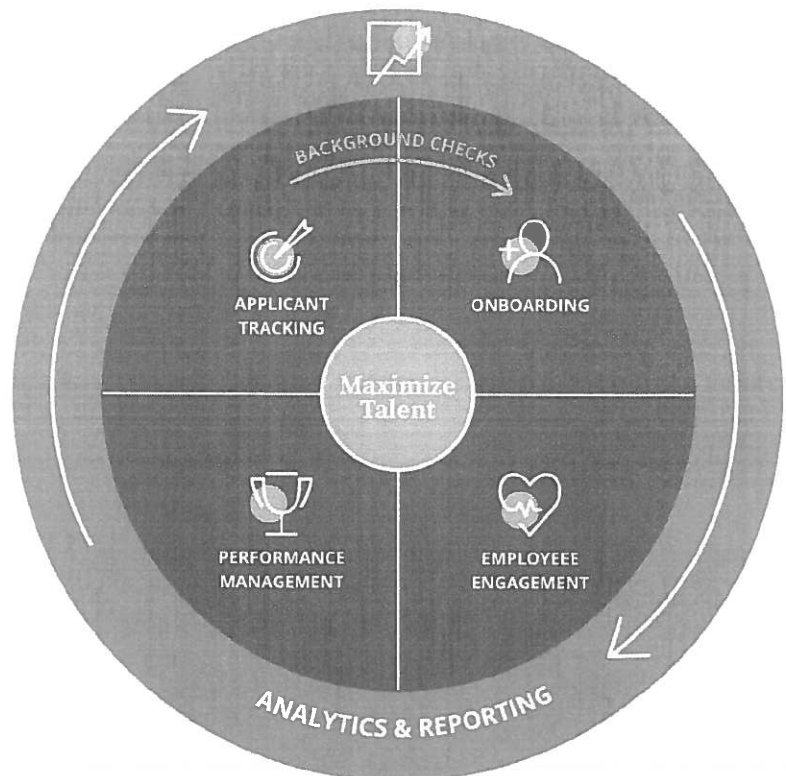 BACKGROUND CHECKS
APPLICANT
TRACKING
ONBOARDING
Maximize
Talent
PERFORMANCE
MANAGEMENT
EMPLOYEEE
ENGAGEMENT
ANALYTICS & REPORTING